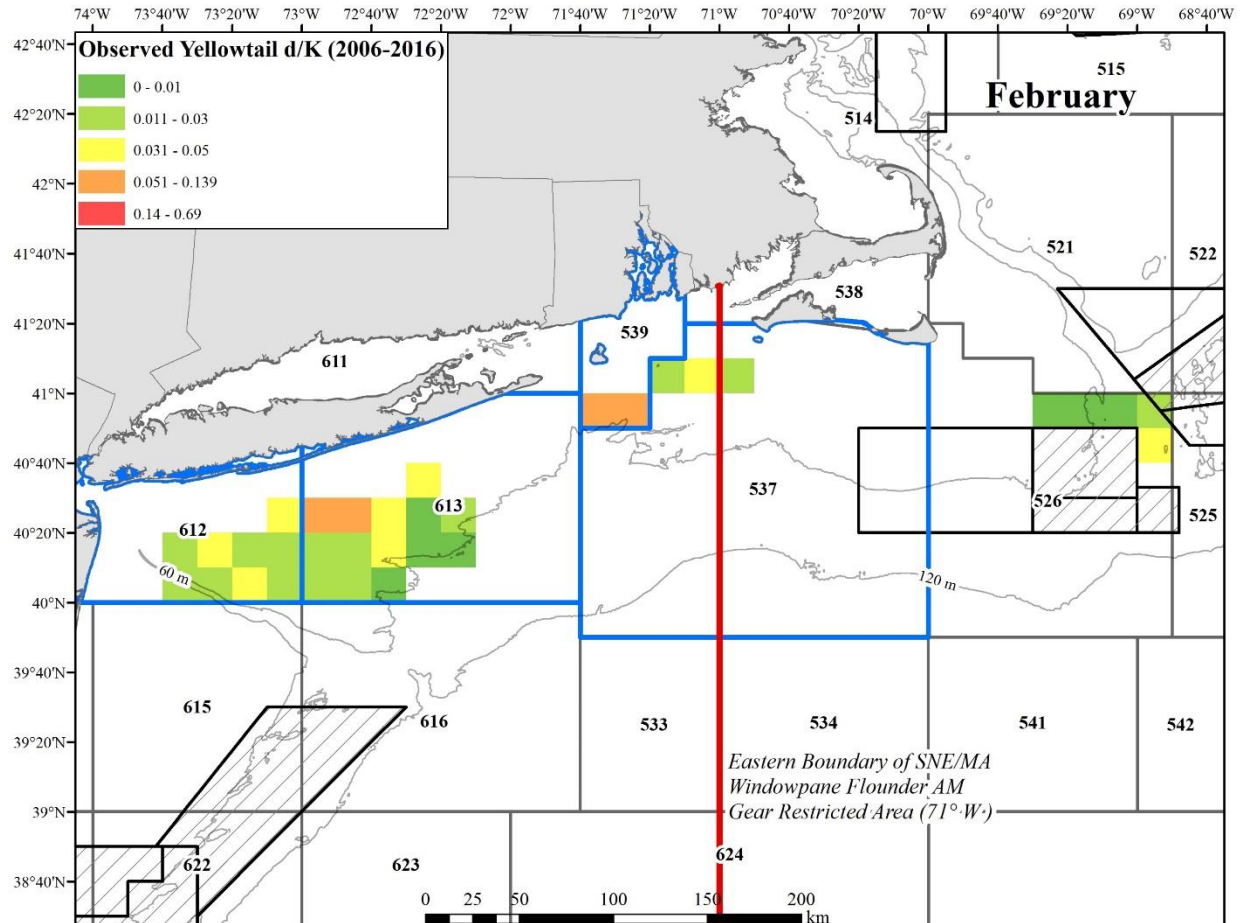 74°W 73°40'W 73°20'W 73°W 72°40'W 72°20'W 72°W 71°40'W 71°20'W 71°W 70°40'W 70°20'W 70°W 69°40'W 69°20'W 69°W 68°40'W
42°40'N
42°20'N
42°N
41°40'N
41°20'N
41°N
40°40'N
40°20'N
40°N
39°40'N
39°20'N
39°N
38°40'N
Observed Yellowtail d/K (2006-2016)
0 - 0.01
0.011 - 0.03
0.031 - 0.05
0.051 - 0.139
0.14 - 0.69
February
515
514
521
522
538
539
611
537
526
525
613
612
60 m
120 m
615
616
533
534
541
542
Eastern Boundary of SNE/MA
Windowpane Flounder AM
Gear Restricted Area (71° W)
622
623
624
0 25 50 100 150 200
km